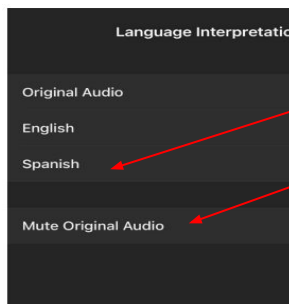 Language Interpretatio
Original Audio
English
Spanish
Mute Original Audio